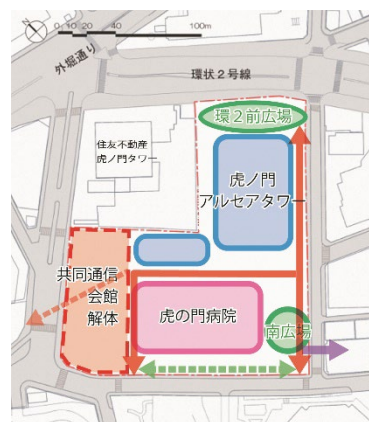 0 10 20 40 100m
外堀通り
環状2号線
環2前広場
住友不動産
虎ノ門タワー
虎ノ門
アルセアタワー
共同通信
会館
解体
虎の門病院
南広場